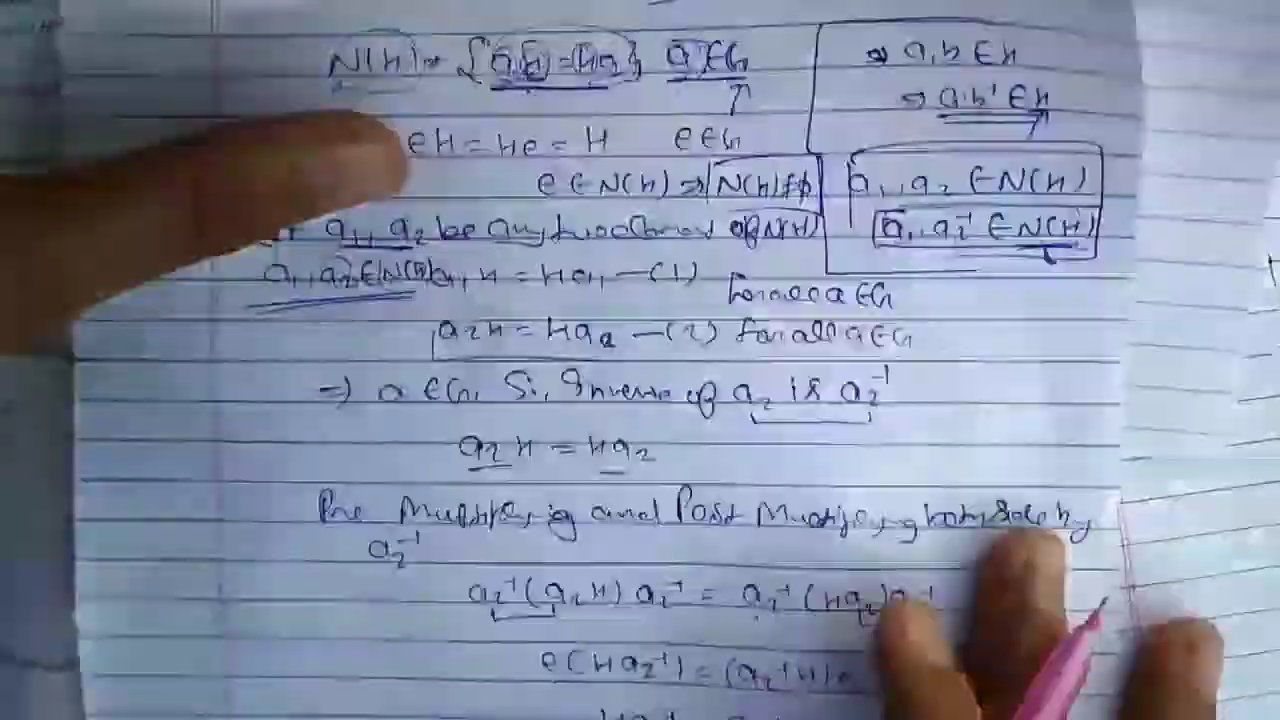 N(H) = {aH = Ha} a ∈ G
eH = He = H e ∈ G
e ∈ N(H) ⇒ N(H) ≠ φ
a₁, a₂ be any two of N(H)
a₁, a₂ ∈ N(H) a₁H = Ha₁ —(1) For all a ∈ G
a₂H = Ha₂ —(2) for all a ∈ G
⇒ a ∈ G, So, Inverse of a₂ is a₂⁻¹
a₂H = Ha₂
Pre Multiplying and Post Multiplying both side by
a₂⁻¹
a₂⁻¹(a₂H) a₂⁻¹ = a₂⁻¹(Ha₂)a₂⁻¹
e(Ha₂⁻¹) = (a₂⁻¹H)e
⇒ a, b ∈ H
⇒ a·b⁻¹ ∈ H
a₁, a₂ ∈ N(H)
a₁, a₂⁻¹ ∈ N(H)